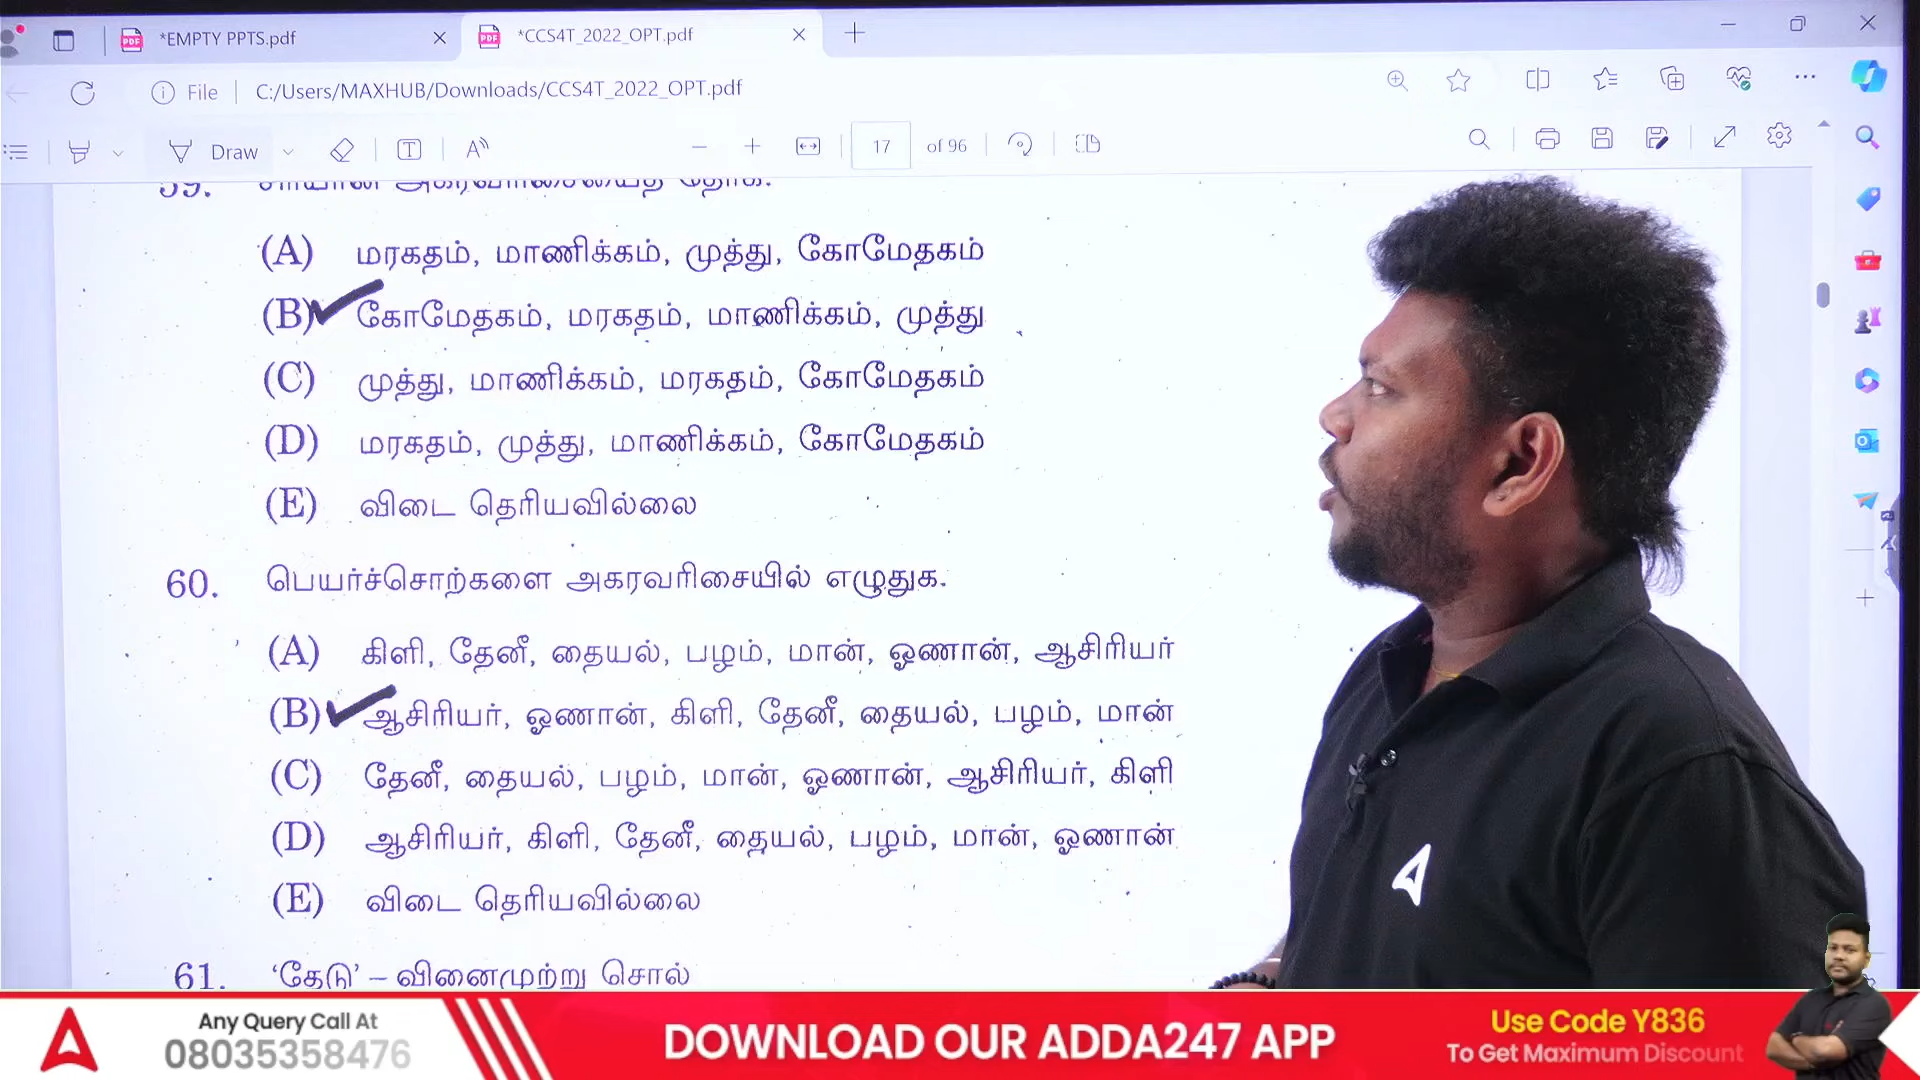 *EMPTY PPTS.pdf
*CCS4T_2022_OPT.pdf
File C:/Users/MAXHUB/Downloads/CCS4T_2022_OPT.pdf
Draw 17 of 96
59. சரியான அகரவரிசையைத் தேர்க.
(A) மரகதம், மாணிக்கம், முத்து, கோமேதகம்
(B) கோமேதகம், மரகதம், மாணிக்கம், முத்து
(C) முத்து, மாணிக்கம், மரகதம், கோமேதகம்
(D) மரகதம், முத்து, மாணிக்கம், கோமேதகம்
(E) விடை தெரியவில்லை
60. பெயர்ச்சொற்களை அகரவரிசையில் எழுதுக.
(A) கிளி, தேனீ, தையல், பழம், மான், ஓணான், ஆசிரியர்
(B) ஆசிரியர், ஓணான், கிளி, தேனீ, தையல், பழம், மான்
(C) தேனீ, தையல், பழம், மான், ஓணான், ஆசிரியர், கிளி
(D) ஆசிரியர், கிளி, தேனீ, தையல், பழம், மான், ஓணான்
(E) விடை தெரியவில்லை
61. ‘கேடு’ – வினைமுற்று சொல்
Any Query Call At
08035358476
DOWNLOAD OUR ADDA247 APP
Use Code Y836
To Get Maximum Discount